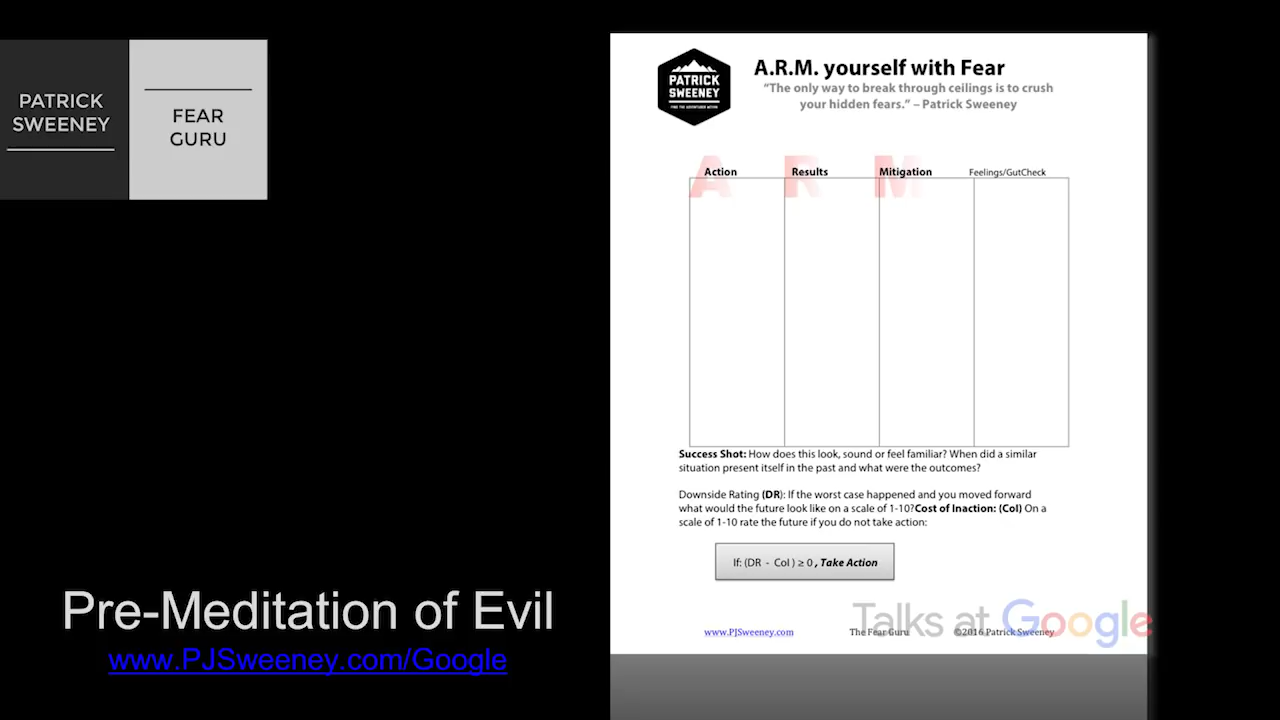 PATRICK
SWEENEY
FEAR
GURU
PATRICK
SWEENEY
FIND THE ADVENTURER WITHIN
A.R.M. yourself with Fear
“The only way to break through ceilings is to crush
your hidden fears.” – Patrick Sweeney
A R M
Action Results Mitigation Feelings/GutCheck
Success Shot: How does this look, sound or feel familiar? When did a similar
situation present itself in the past and what were the outcomes?
Downside Rating (DR): If the worst case happened and you moved forward
what would the future look like on a scale of 1-10?Cost of Inaction: (CoI) On a
scale of 1-10 rate the future if you do not take action:
If: (DR - CoI ) ≥ 0 , Take Action
www.PJSweeney.com The Fear Guru ©2016 Patrick Sweeney
Talks at Google
Pre-Meditation of Evil
www.PJSweeney.com/Google